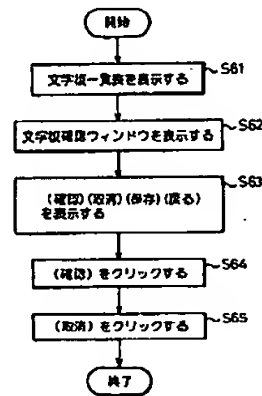 開始
文字板一覧表を表示する
S61
文字板確認ウィンドウを表示する
S62
(確認)(取消)(保存)(戻る)
を表示する
S63
(確認)をクリックする
S64
(取消)をクリックする
S65
終了